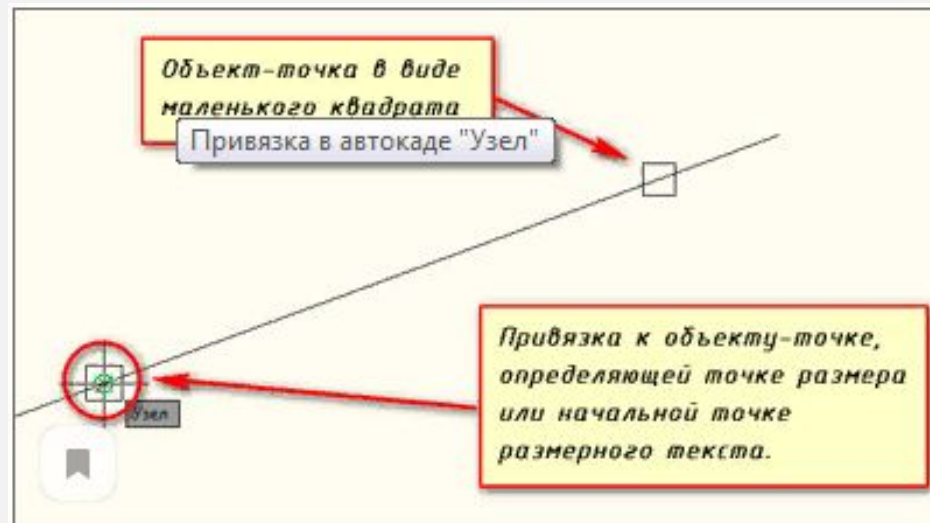 Объект-точка в виде
маленького квадрата
Привязка в автокаде "Узел"
Узел
Привязка к объекту-точке,
определяющей точке размера
или начальной точке
размерного текста.